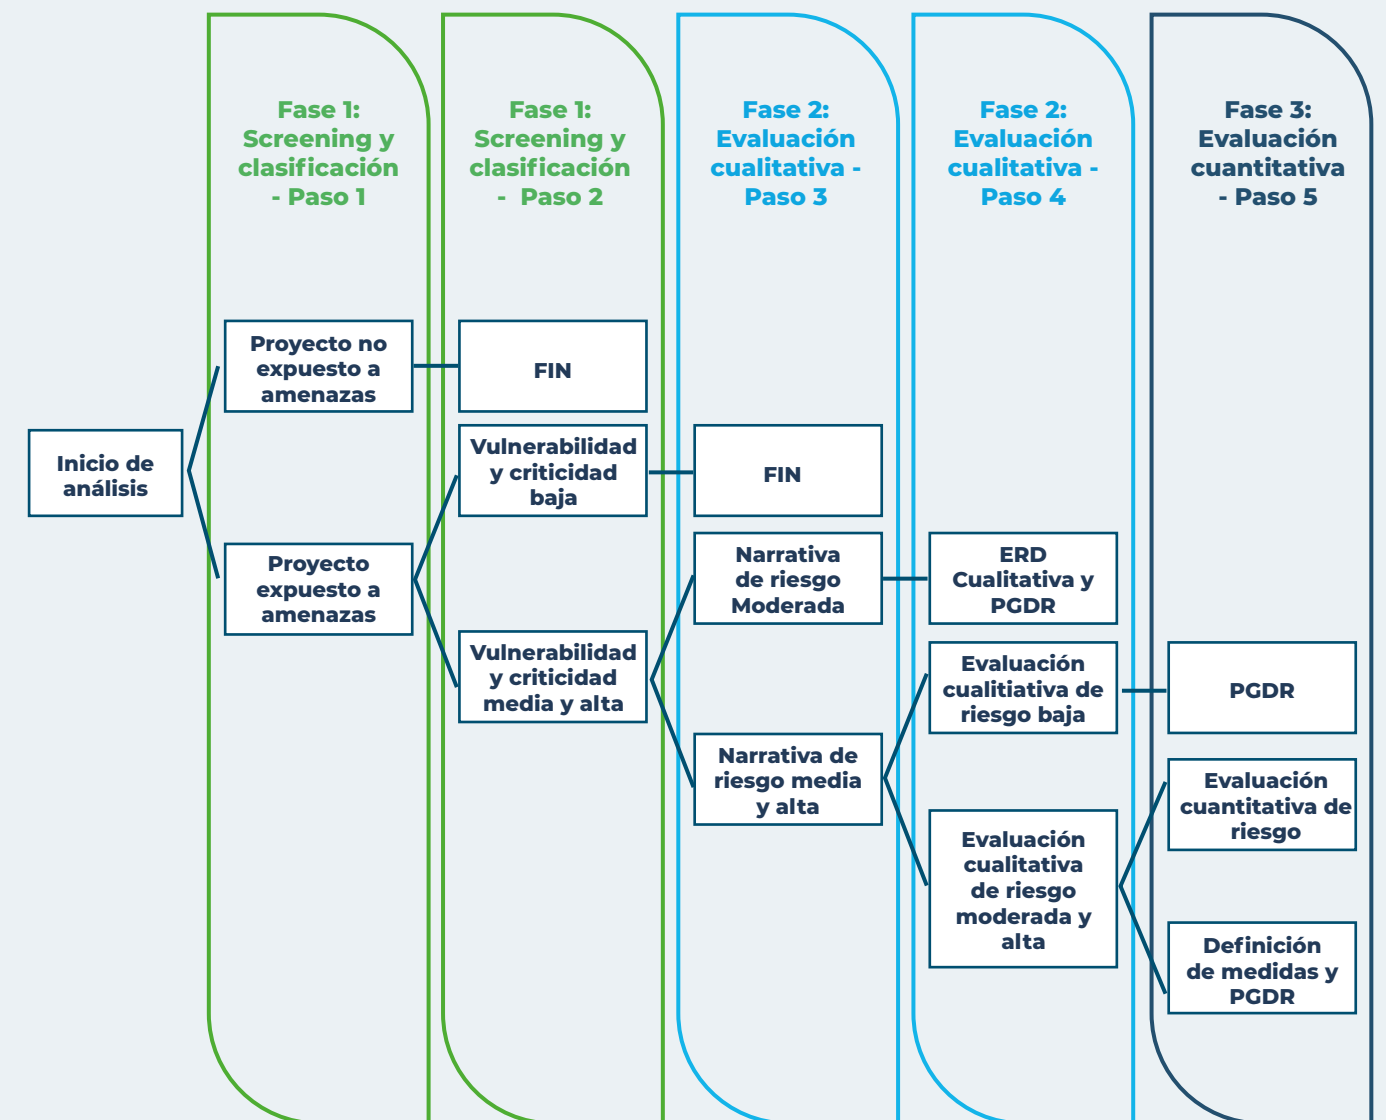 Fase 1:
Screening y
clasificación
- Paso 1
Fase 1:
Screening y
clasificación
- Paso 2
Fase 2:
Evaluación
cualitativa -
Paso 3
Fase 2:
Evaluación
cualitativa -
Paso 4
Fase 3:
Evaluación
cuantitativa
- Paso 5
Inicio de
análisis
Proyecto no
expuesto a
amenazas
Proyecto
expuesto a
amenazas
FIN
Vulnerabilidad
y criticidad
baja
Vulnerabilidad
y criticidad
media y alta
FIN
Narrativa
de riesgo
Moderada
Narrativa de
riesgo media
y alta
ERD
Cualitativa y
PGDR
Evaluación
cualitiativa de
riesgo baja
Evaluación
cualitativa
de riesgo
moderada y
alta
PGDR
Evaluación
cuantitativa de
riesgo
Definición
de medidas y
PGDR